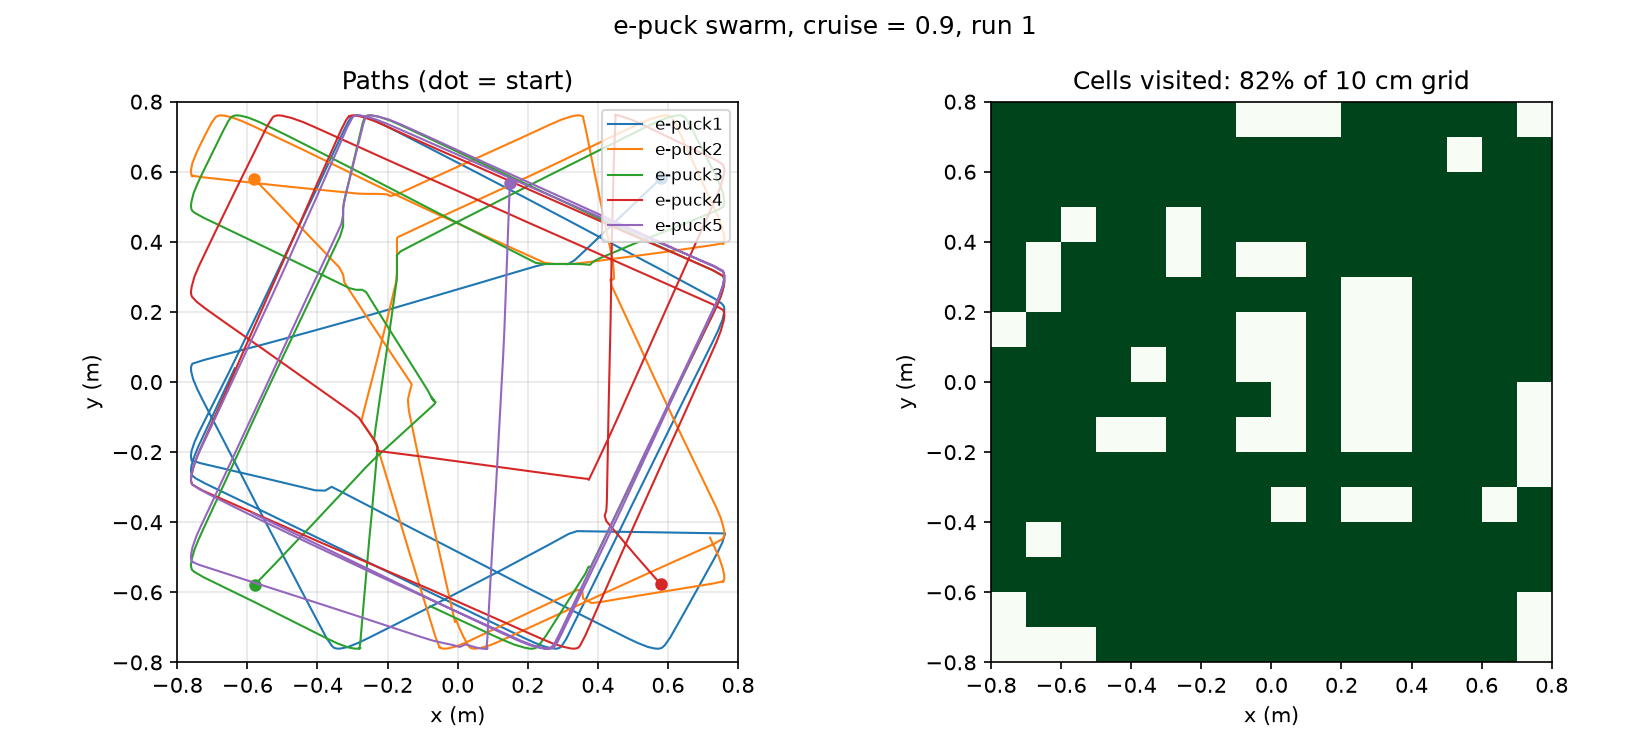 e-puck swarm, cruise = 0.9, run 1
Paths (dot = start)
0.8
0.6
0.4
0.2
0.0
−0.2
−0.4
−0.6
−0.8
y (m)
−0.8 −0.6 −0.4 −0.2 0.0 0.2 0.4 0.6 0.8
x (m)
e-puck1
e-puck2
e-puck3
e-puck4
e-puck5
Cells visited: 82% of 10 cm grid
0.8
0.6
0.4
0.2
0.0
−0.2
−0.4
−0.6
−0.8
y (m)
−0.8 −0.6 −0.4 −0.2 0.0 0.2 0.4 0.6 0.8
x (m)